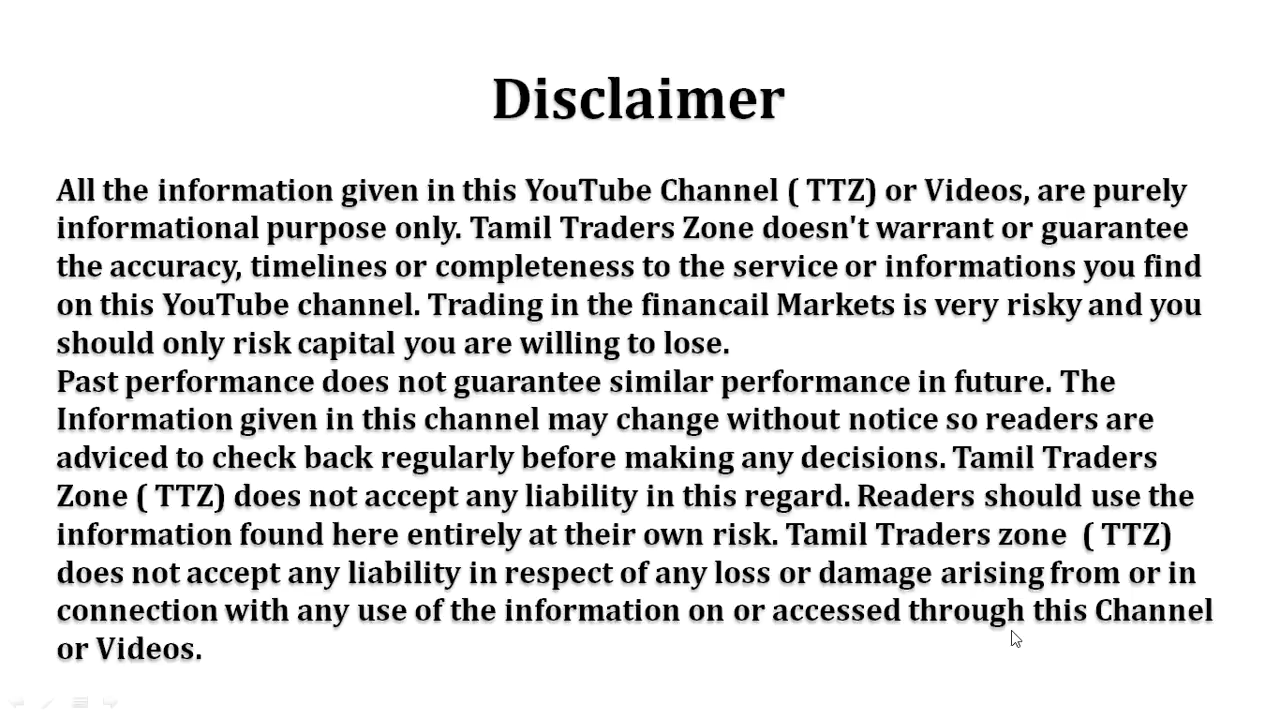 Disclaimer
All the information given in this YouTube Channel ( TTZ) or Videos, are purely
informational purpose only. Tamil Traders Zone doesn't warrant or guarantee
the accuracy, timelines or completeness to the service or informations you find
on this YouTube channel. Trading in the financail Markets is very risky and you
should only risk capital you are willing to lose.
Past performance does not guarantee similar performance in future. The
Information given in this channel may change without notice so readers are
adviced to check back regularly before making any decisions. Tamil Traders
Zone ( TTZ) does not accept any liability in this regard. Readers should use the
information found here entirely at their own risk. Tamil Traders zone  ( TTZ)
does not accept any liability in respect of any loss or damage arising from or in
connection with any use of the information on or accessed through this Channel
or Videos.